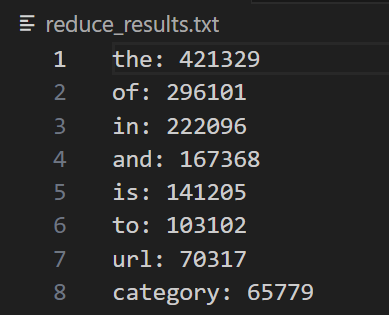 reduce_results.txt
1 the: 421329
2 of: 296101
3 in: 222096
4 and: 167368
5 is: 141205
6 to: 103102
7 url: 70317
8 category: 65779